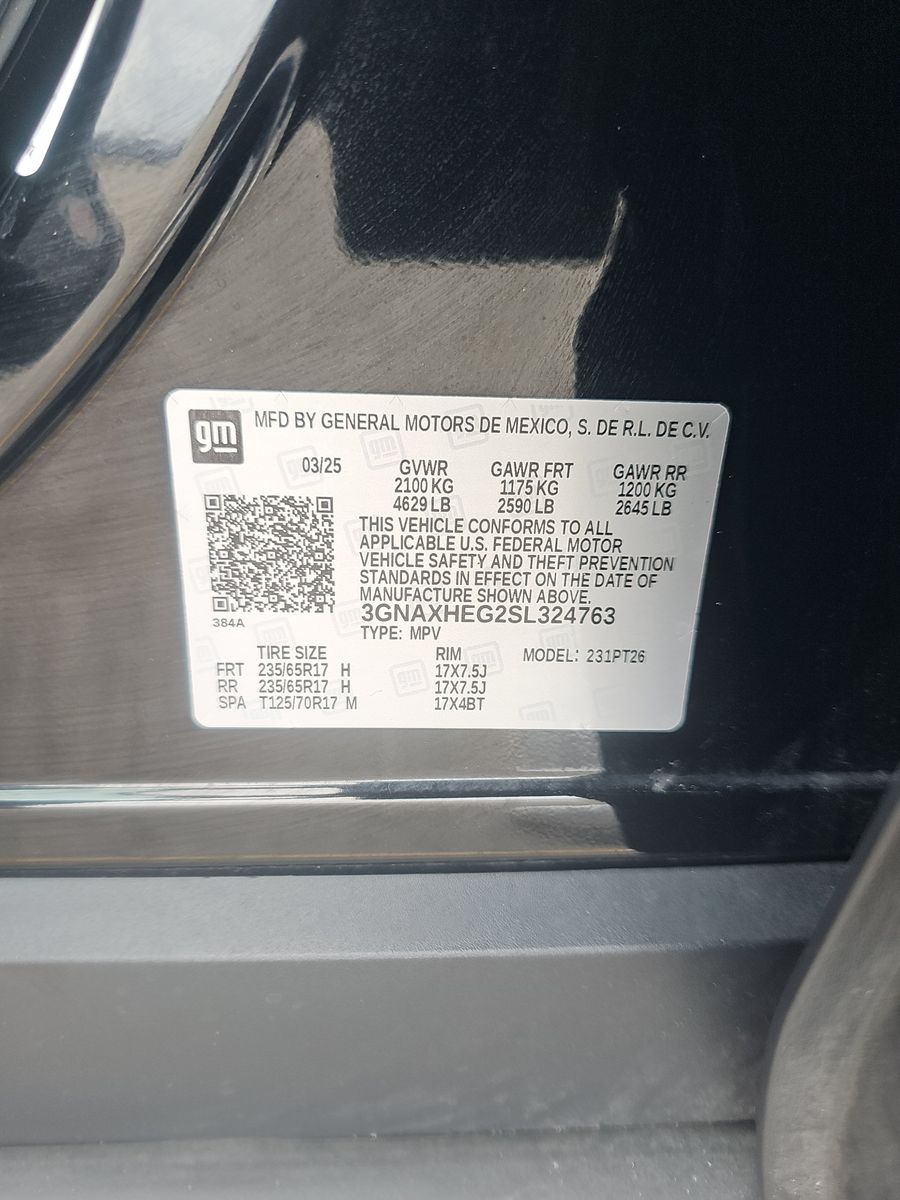 gm
MFD BY GENERAL MOTORS DE MEXICO, S. DE R.L. DE C.V.
03/25 GVWR GAWR FRT GAWR RR
2100 KG 1175 KG 1200 KG
4629 LB 2590 LB 2645 LB
THIS VEHICLE CONFORMS TO ALL
APPLICABLE U.S. FEDERAL MOTOR
VEHICLE SAFETY AND THEFT PREVENTION
STANDARDS IN EFFECT ON THE DATE OF
MANUFACTURE SHOWN ABOVE.
3GNAXHEG2SL324763
384A
TYPE: MPV
TIRE SIZE RIM MODEL: 231PT26
FRT 235/65R17 H 17X7.5J
RR 235/65R17 H 17X7.5J
SPA T125/70R17 M 17X4BT